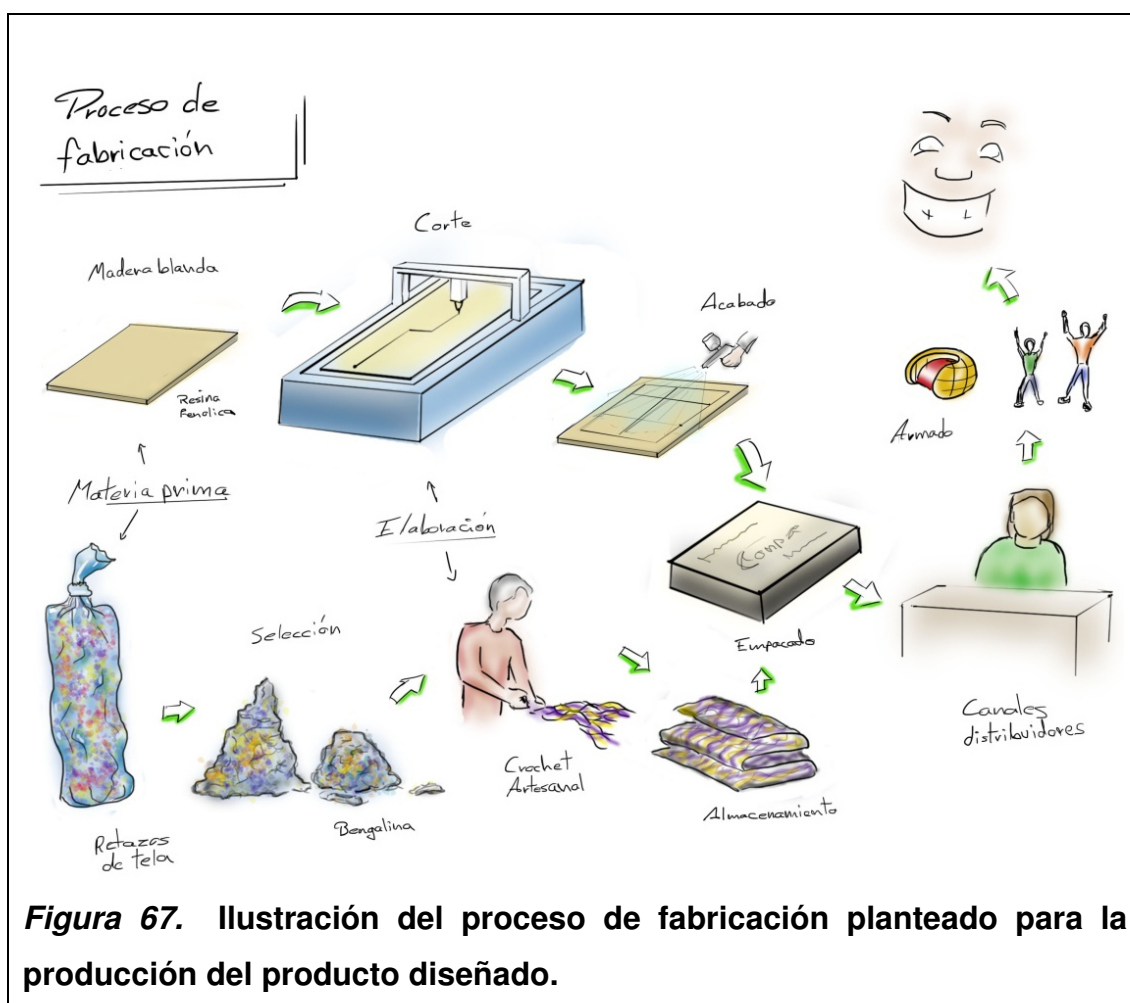 Proceso de
fabricación
Corte
Madera blanda
Acabado
Resina
Fenolica
Armado
Materia prima
Elaboración
Compa
Selección
Empacado
Canales
distribuidores
Crochet
Artesanal
Almacenamiento
Bengalina
Retazos
de tela
Figura 67. Ilustración del proceso de fabricación planteado para la
producción del producto diseñado.